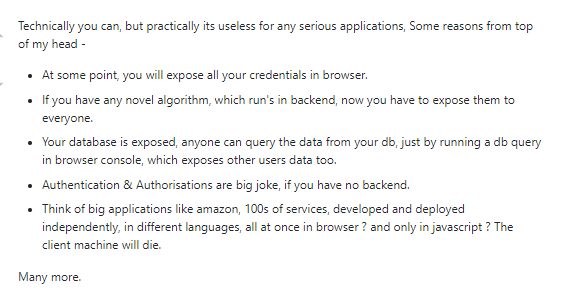 Technically you can, but practically its useless for any serious applications, Some reasons from top
of my head -
• At some point, you will expose all your credentials in browser.
• If you have any novel algorithm, which run's in backend, now you have to expose them to
everyone.
• Your database is exposed, anyone can query the data from your db, just by running a db query
in browser console, which exposes other users data too.
• Authentication & Authorisations are big joke, if you have no backend.
• Think of big applications like amazon, 100s of services, developed and deployed
independently, in different languages, all at once in browser ? and only in javascript ? The
client machine will die.
Many more.